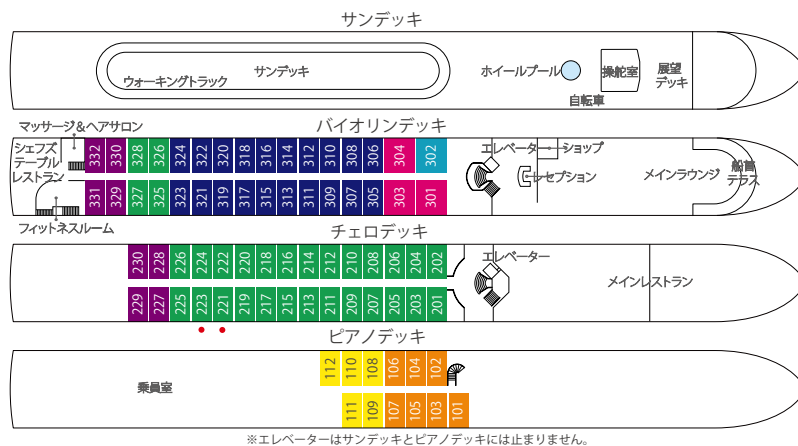 サンデッキ
ウォーキングトラック
サンデッキ
ホイールプール
操舵室
展望
デッキ
自転車
マッサージ&ヘアサロン
バイオリンデッキ
シェフズ
テーブル
レストラン
332 330 328 326 324 322 320 318 316 314 312 310 308 306 304 302
エレベーター
ショップ
レセプション
メインラウンジ
船首
テラス
331 329 327 325 323 321 319 317 315 313 311 309 307 305 303 301
フィットネスルーム
チェロデッキ
230 228 226 224 222 220 218 216 214 212 210 208 206 204 202
エレベーター
メインレストラン
229 227 225 223 221 219 217 215 213 211 209 207 205 203 201
ピアノデッキ
112 110 108 106 104 102
乗員室
111 109 107 105 103 101
※エレベーターはサンデッキとピアノデッキには止まりません。